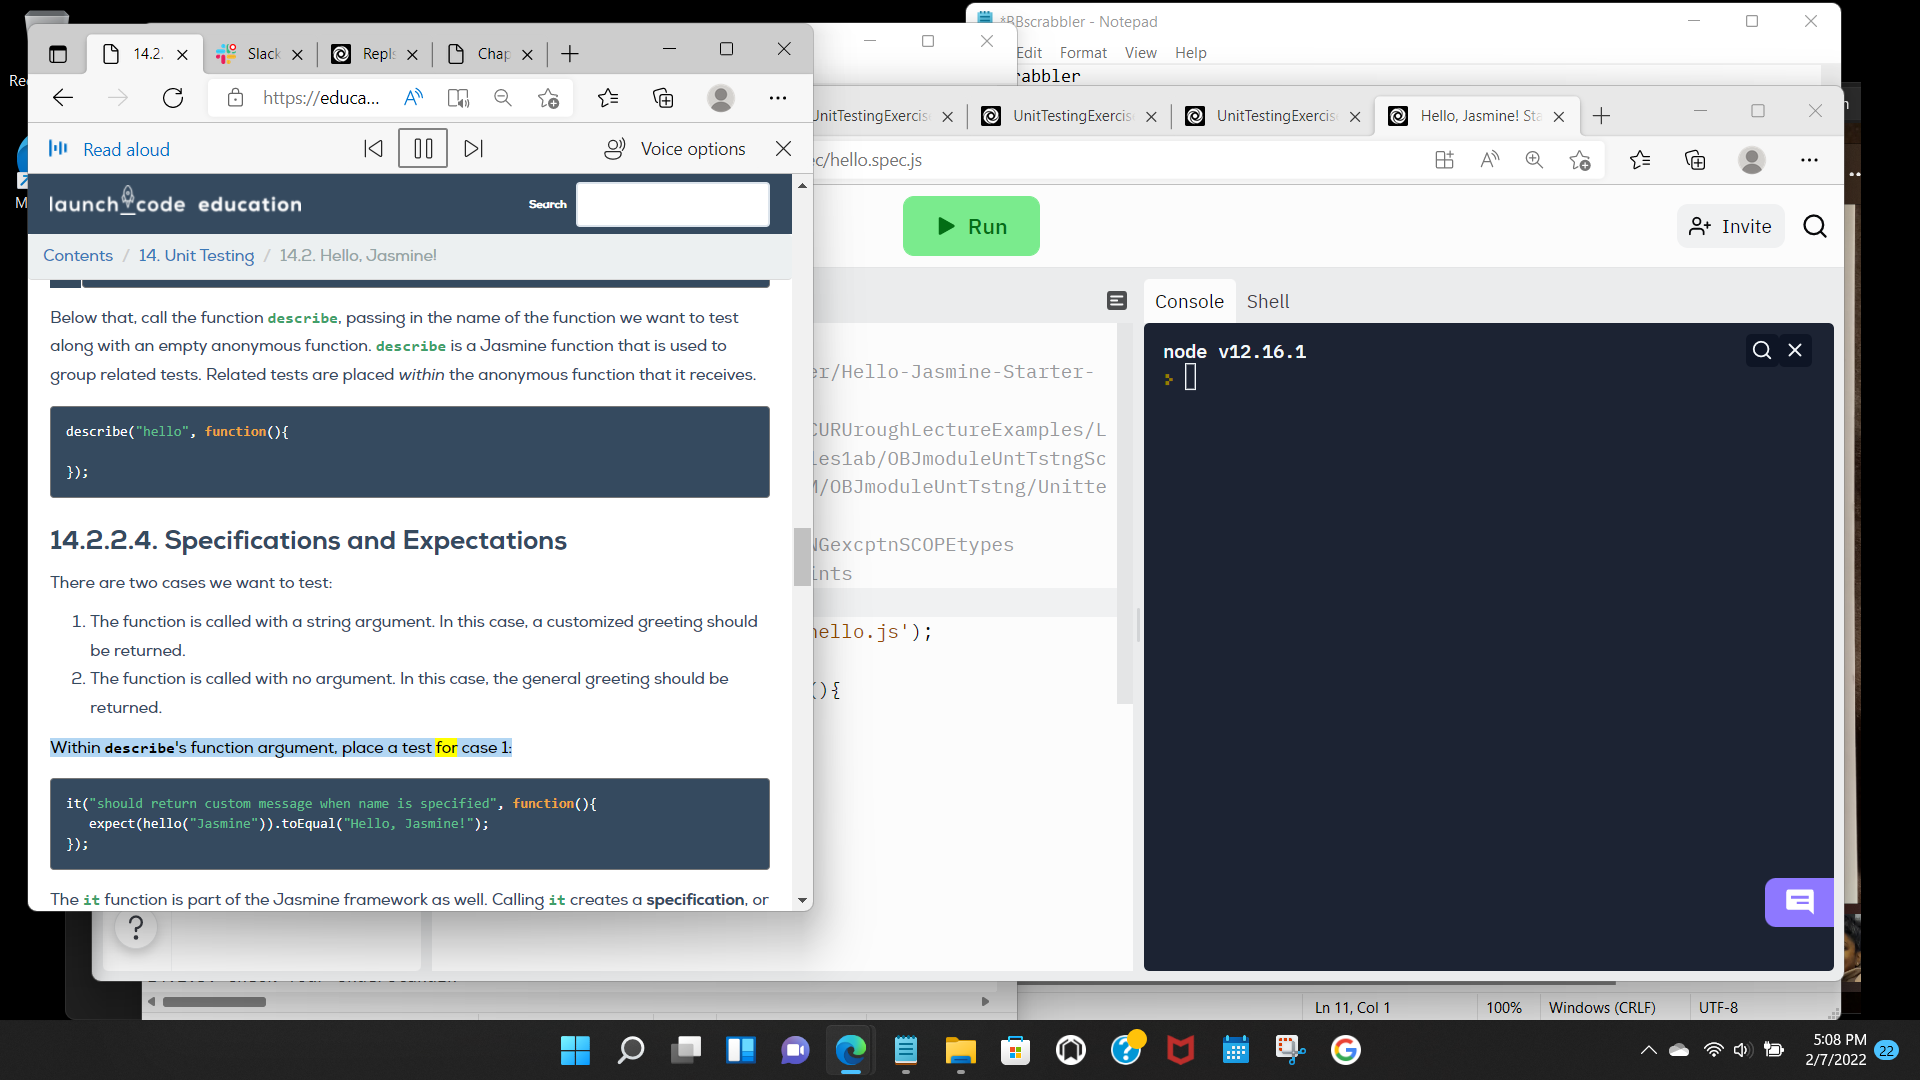 *BBscrabbler - Notepad
Edit Format View Help
rabbler
14.2.
Slack
Repls
Chap
https://educa...
Read aloud
Voice options
UnitTestingExercis
UnitTestingExercis
UnitTestingExercis
Hello, Jasmine! Sta
ec/hello.spec.js
launch_code education
Search
Run
Invite
Contents / 14. Unit Testing / 14.2. Hello, Jasmine!
Below that, call the function describe, passing in the name of the function we want to test
along with an empty anonymous function. describe is a Jasmine function that is used to
group related tests. Related tests are placed within the anonymous function that it receives.
describe("hello", function(){
});
14.2.2.4. Specifications and Expectations
There are two cases we want to test:
1. The function is called with a string argument. In this case, a customized greeting should
be returned.
2. The function is called with no argument. In this case, the general greeting should be
returned.
Within describe's function argument, place a test for case 1:
it("should return custom message when name is specified", function(){
expect(hello("Jasmine")).toEqual("Hello, Jasmine!");
});
The it function is part of the Jasmine framework as well. Calling it creates a specification, or
er/Hello-Jasmine-Starter-
CURUroughLectureExamples/L
les1ab/OBJmoduleUntTstngSc
M/OBJmoduleUntTstng/Unitte
NGexcptnSCOPEtypes
ints
hello.js');
(){
Console Shell
node v12.16.1
?
Ln 11, Col 1
100%
Windows (CRLF)
UTF-8
5:08 PM
2/7/2022
22